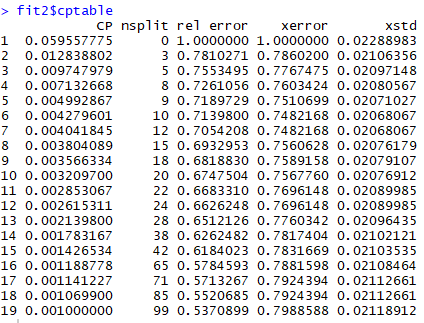 > fit2$cptable
CP nsplit rel error xerror xstd
1 0.059557775 0 1.0000000 1.0000000 0.02288983
2 0.012838802 3 0.7810271 0.7860200 0.02106356
3 0.009747979 5 0.7553495 0.7767475 0.02097148
4 0.007132668 8 0.7261056 0.7603424 0.02080567
5 0.004992867 9 0.7189729 0.7510699 0.02071027
6 0.004279601 10 0.7139800 0.7482168 0.02068067
7 0.004041845 12 0.7054208 0.7482168 0.02068067
8 0.003804089 15 0.6932953 0.7560628 0.02076179
9 0.003566334 18 0.6818830 0.7589158 0.02079107
10 0.003209700 20 0.6747504 0.7567760 0.02076912
11 0.002853067 22 0.6683310 0.7696148 0.02089985
12 0.002615311 24 0.6626248 0.7696148 0.02089985
13 0.002139800 28 0.6512126 0.7760342 0.02096435
14 0.001783167 38 0.6262482 0.7817404 0.02102121
15 0.001426534 42 0.6184023 0.7831669 0.02103535
16 0.001188778 65 0.5784593 0.7881598 0.02108464
17 0.001141227 71 0.5713267 0.7924394 0.02112661
18 0.001069900 85 0.5520685 0.7924394 0.02112661
19 0.001000000 99 0.5370899 0.7988588 0.02118912